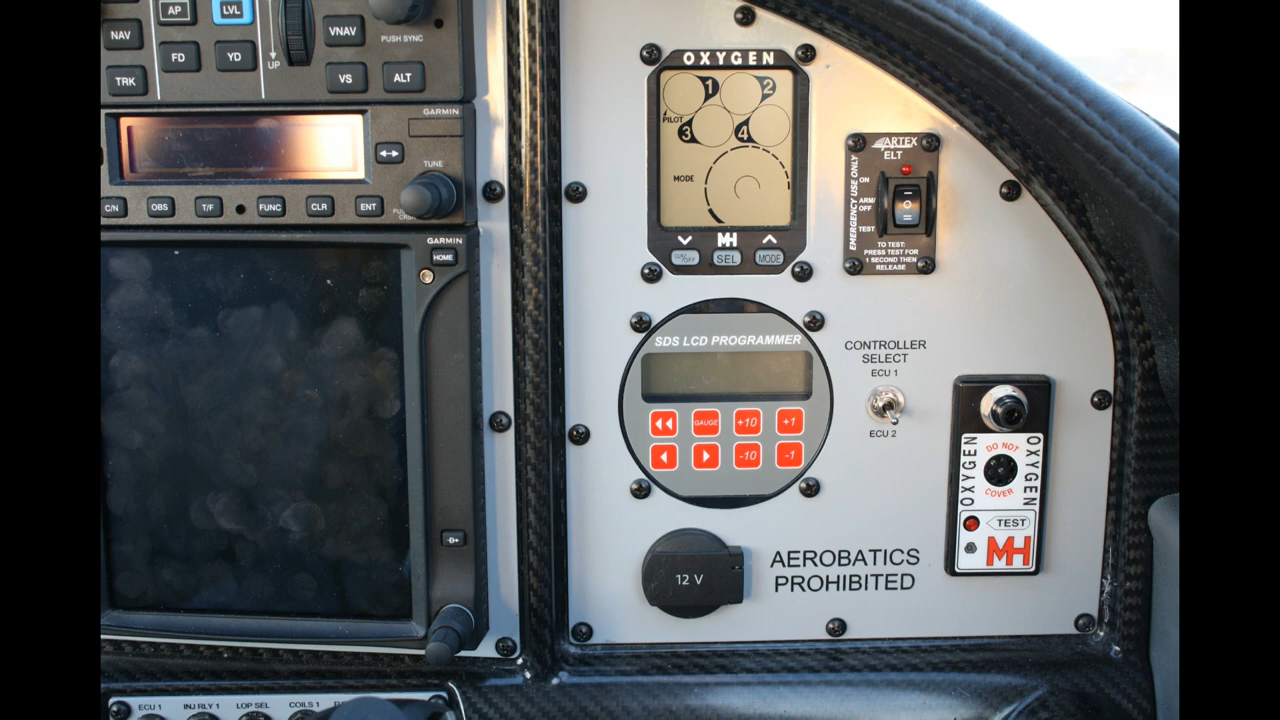 AP
LVL
NAV
VNAV
PUSH SYNC
FD
YD
UP
TRK
VS
ALT
GARMIN
TUNE
C/N
OBS
T/F
FUNC
CLR
ENT
GARMIN
HOME
D
ECU 1
INJ RLY 1
LOP SEL
COILS 1
OXYGEN
1
2
PILOT
3
4
MODE
MH
SEL
MODE
ARTEX
ELT
EMERGENCY USE ONLY
ON
ARM/
OFF
TEST
TO TEST:
PRESS TEST FOR
1 SECOND THEN
RELEASE
SDS LCD PROGRAMMER
GAUGE
+10
+1
-10
-1
CONTROLLER
SELECT
ECU 1
ECU 2
OXYGEN
DO NOT
COVER
OXYGEN
TEST
MH
12 V
AEROBATICS
PROHIBITED